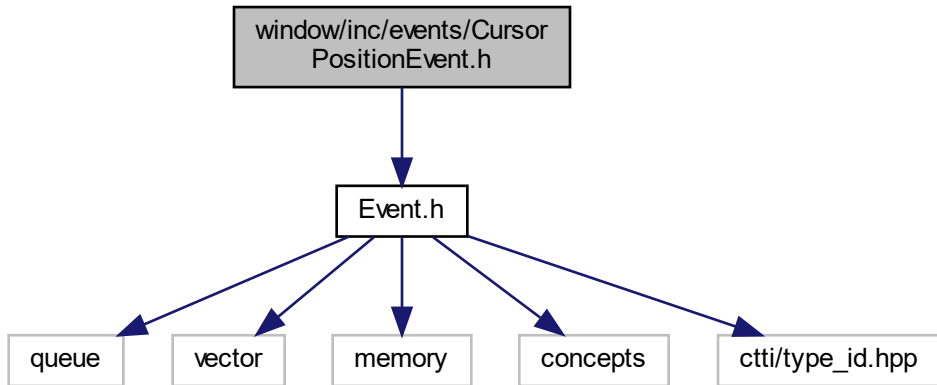 window/inc/events/Cursor
PositionEvent.h
Event.h
queue
vector
memory
concepts
ctti/type_id.hpp